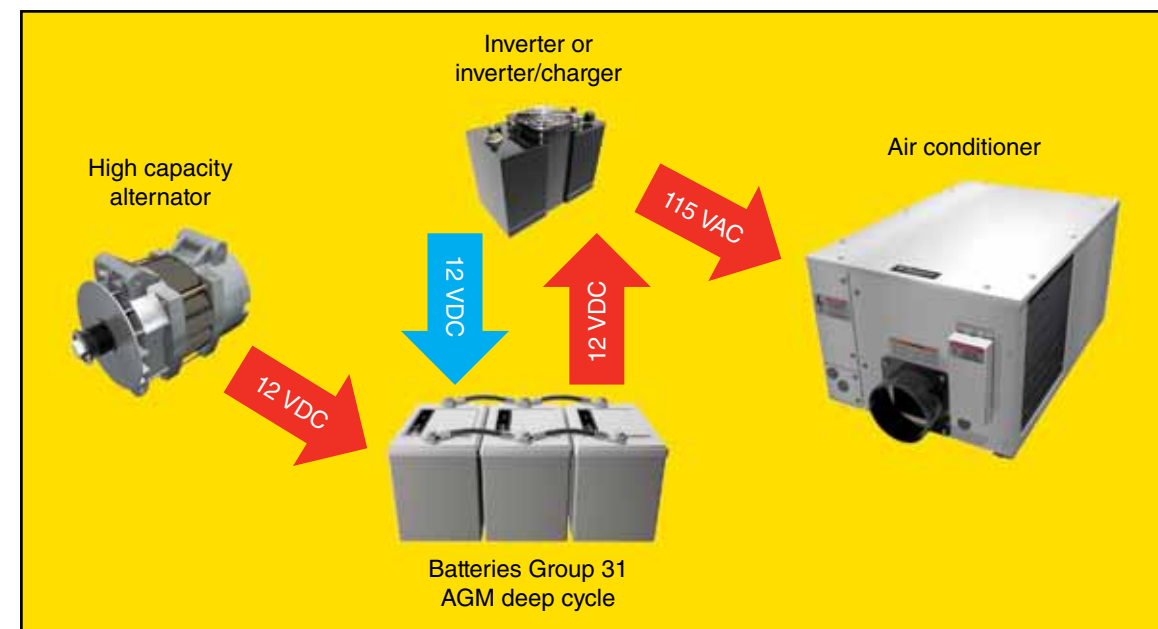 Inverter or
inverter/charger
High capacity
alternator
Air conditioner
115 VAC
12 VDC
12 VDC
12 VDC
Batteries Group 31
AGM deep cycle